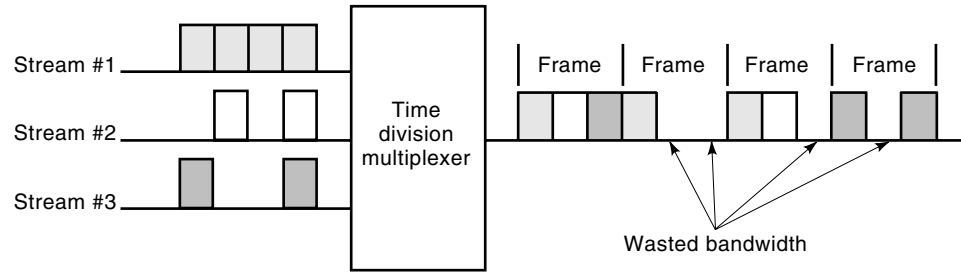 Stream #1
Stream #2
Stream #3
Time
division
multiplexer
Frame Frame Frame Frame
Wasted bandwidth